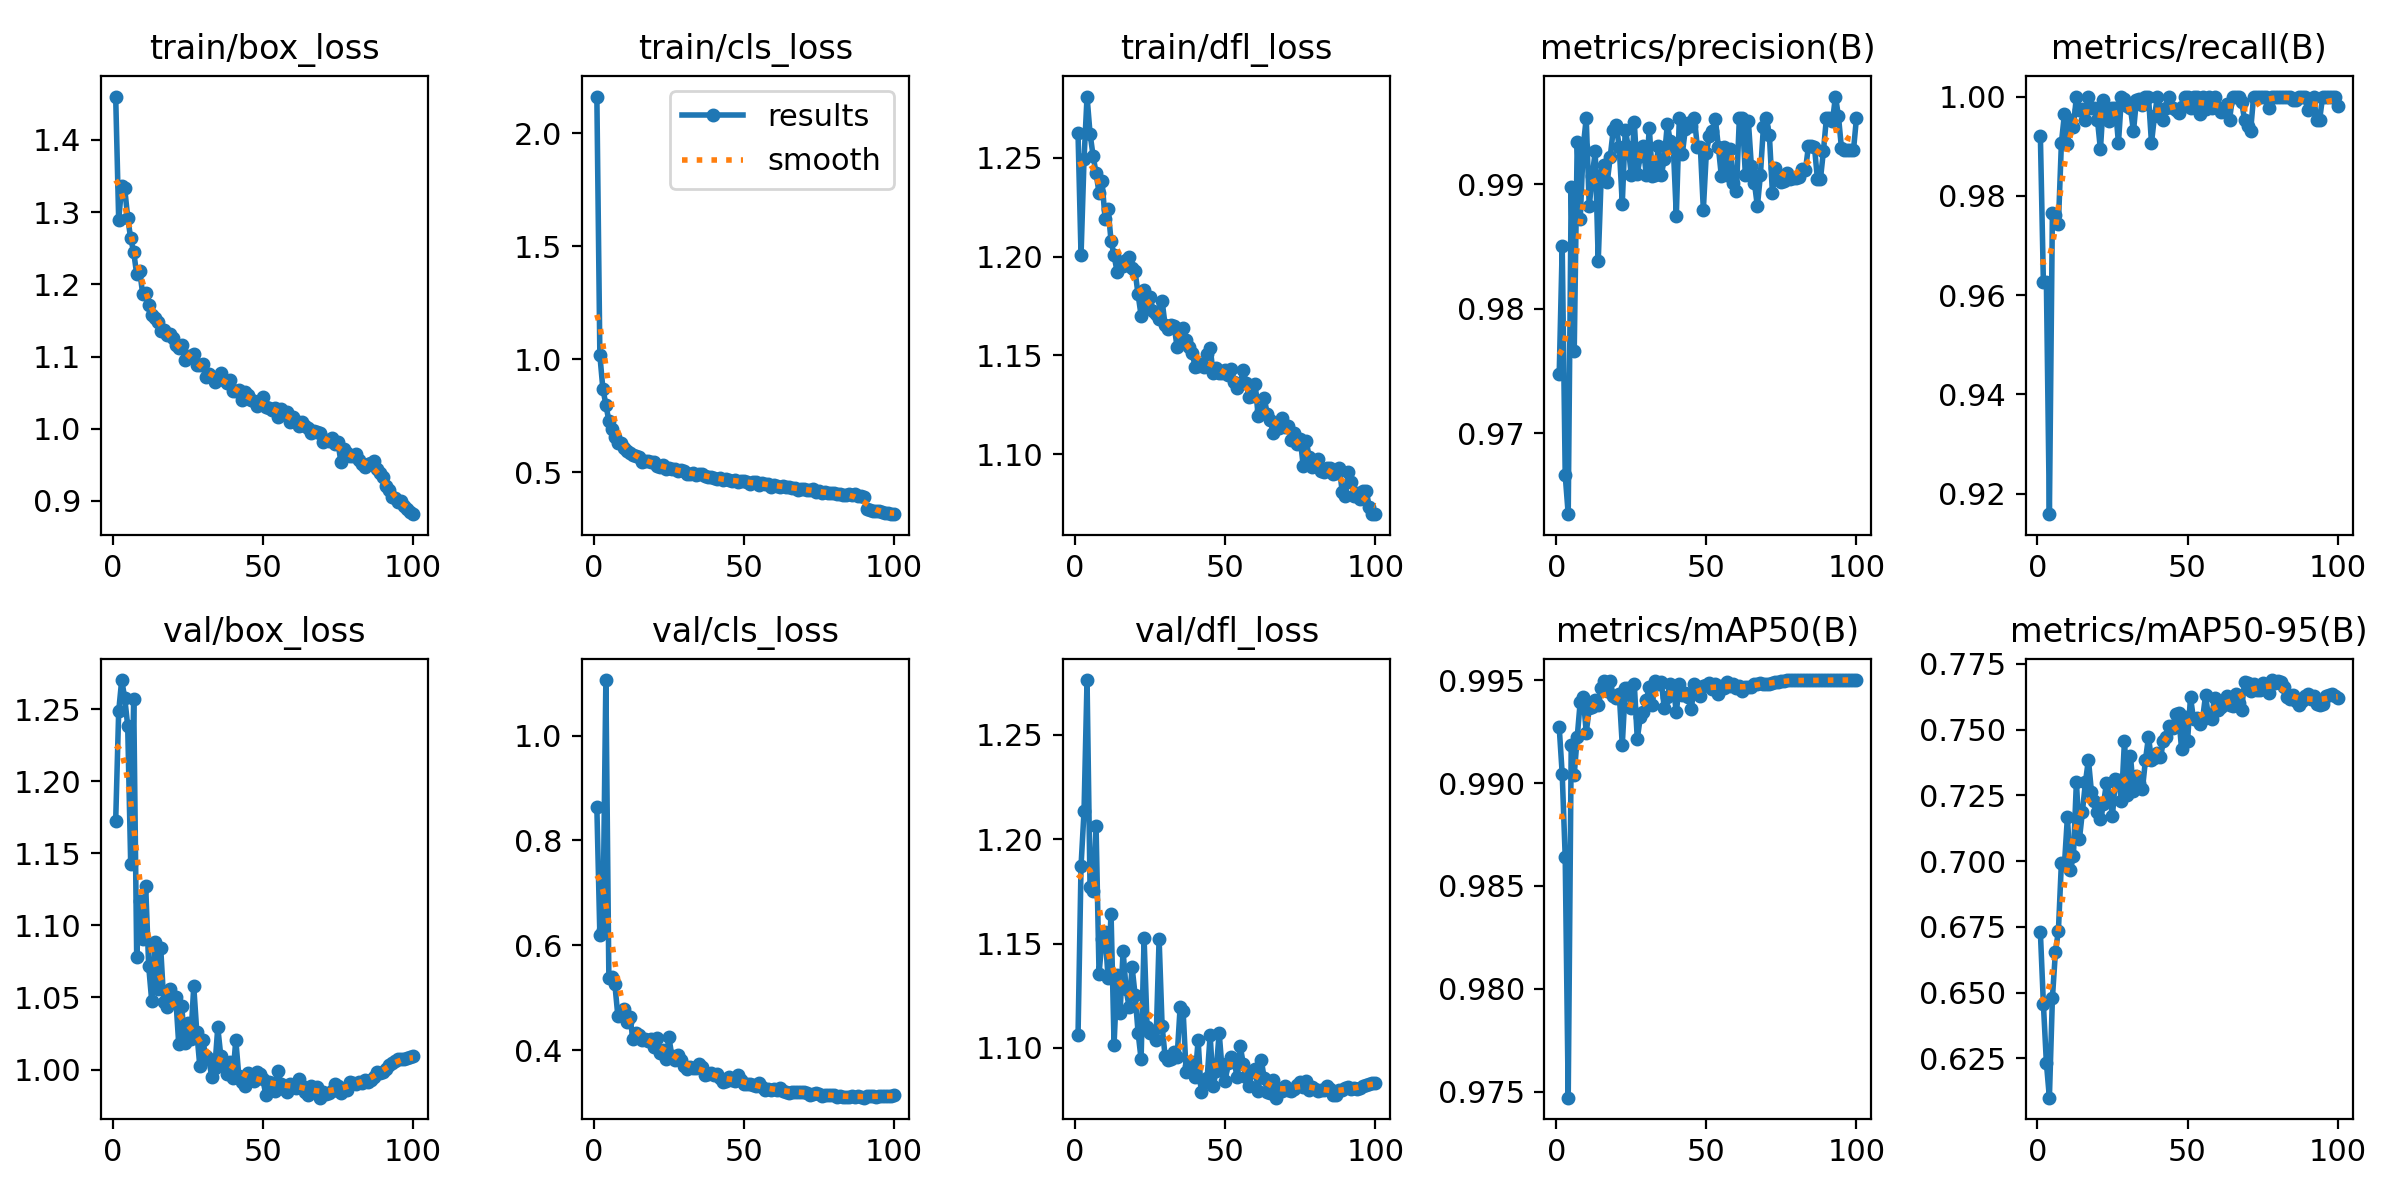 train/box_loss
1.4
1.3
1.2
1.1
1.0
0.9
0 50 100
train/cls_loss
results
smooth
2.0
1.5
1.0
0.5
0 50 100
train/dfl_loss
1.25
1.20
1.15
1.10
0 50 100
metrics/precision(B)
0.99
0.98
0.97
0 50 100
metrics/recall(B)
1.00
0.98
0.96
0.94
0.92
0 50 100
val/box_loss
1.25
1.20
1.15
1.10
1.05
1.00
0 50 100
val/cls_loss
1.0
0.8
0.6
0.4
0 50 100
val/dfl_loss
1.25
1.20
1.15
1.10
0 50 100
metrics/mAP50(B)
0.995
0.990
0.985
0.980
0.975
0 50 100
metrics/mAP50-95(B)
0.775
0.750
0.725
0.700
0.675
0.650
0.625
0 50 100